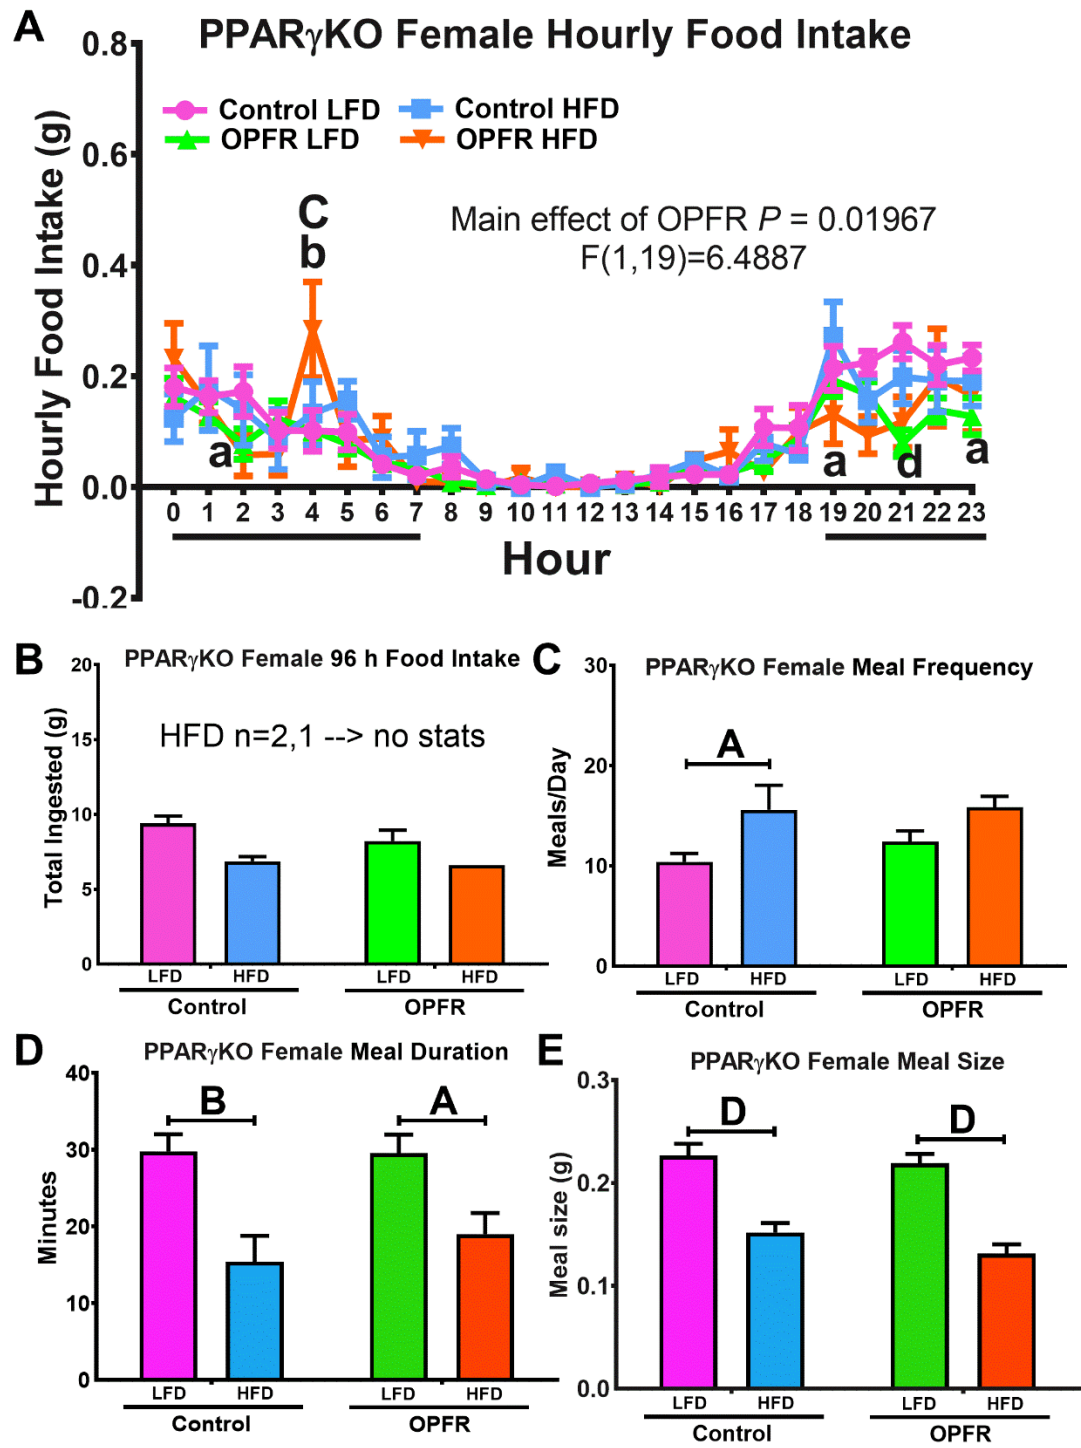 A
PPARγKO Female Hourly Food Intake
Hourly Food Intake (g)
0.8
0.6
0.4
0.2
0.0
-0.2
Control LFD
Control HFD
OPFR LFD
OPFR HFD
Main effect of OPFR P = 0.01967
F(1,19)=6.4887
C
b
a
a
d
a
0 1 2 3 4 5 6 7 8 9 10 11 12 13 14 15 16 17 18 19 20 21 22 23
Hour
B
PPARγKO Female 96 h Food Intake
Total Ingested (g)
20
15
10
5
0
HFD n=2,1 --> no stats
LFD HFD LFD HFD
Control OPFR
C
PPARγKO Female Meal Frequency
Meals/Day
30
20
10
0
A
LFD HFD LFD HFD
Control OPFR
D
PPARγKO Female Meal Duration
Minutes
40
30
20
10
0
B A
LFD HFD LFD HFD
Control OPFR
E
PPARγKO Female Meal Size
Meal size (g)
0.3
0.2
0.1
0.0
D D
LFD HFD LFD HFD
Control OPFR